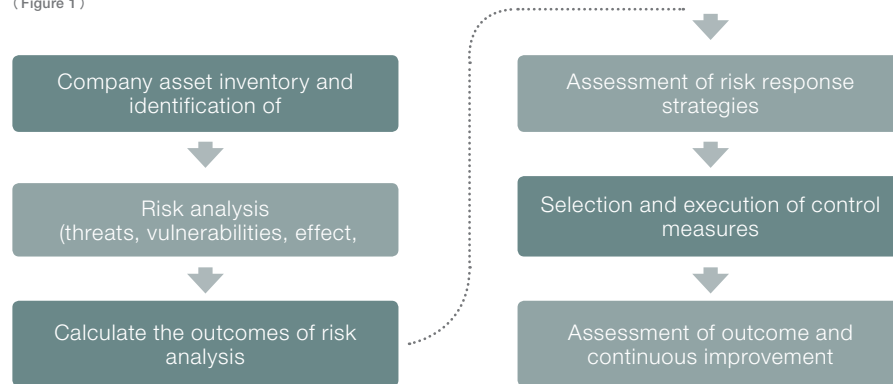 (Figure 1)
Company asset inventory and
identification of
Risk analysis
(threats, vulnerabilities, effect,
Calculate the outcomes of risk
analysis
Assessment of risk response
strategies
Selection and execution of control
measures
Assessment of outcome and
continuous improvement